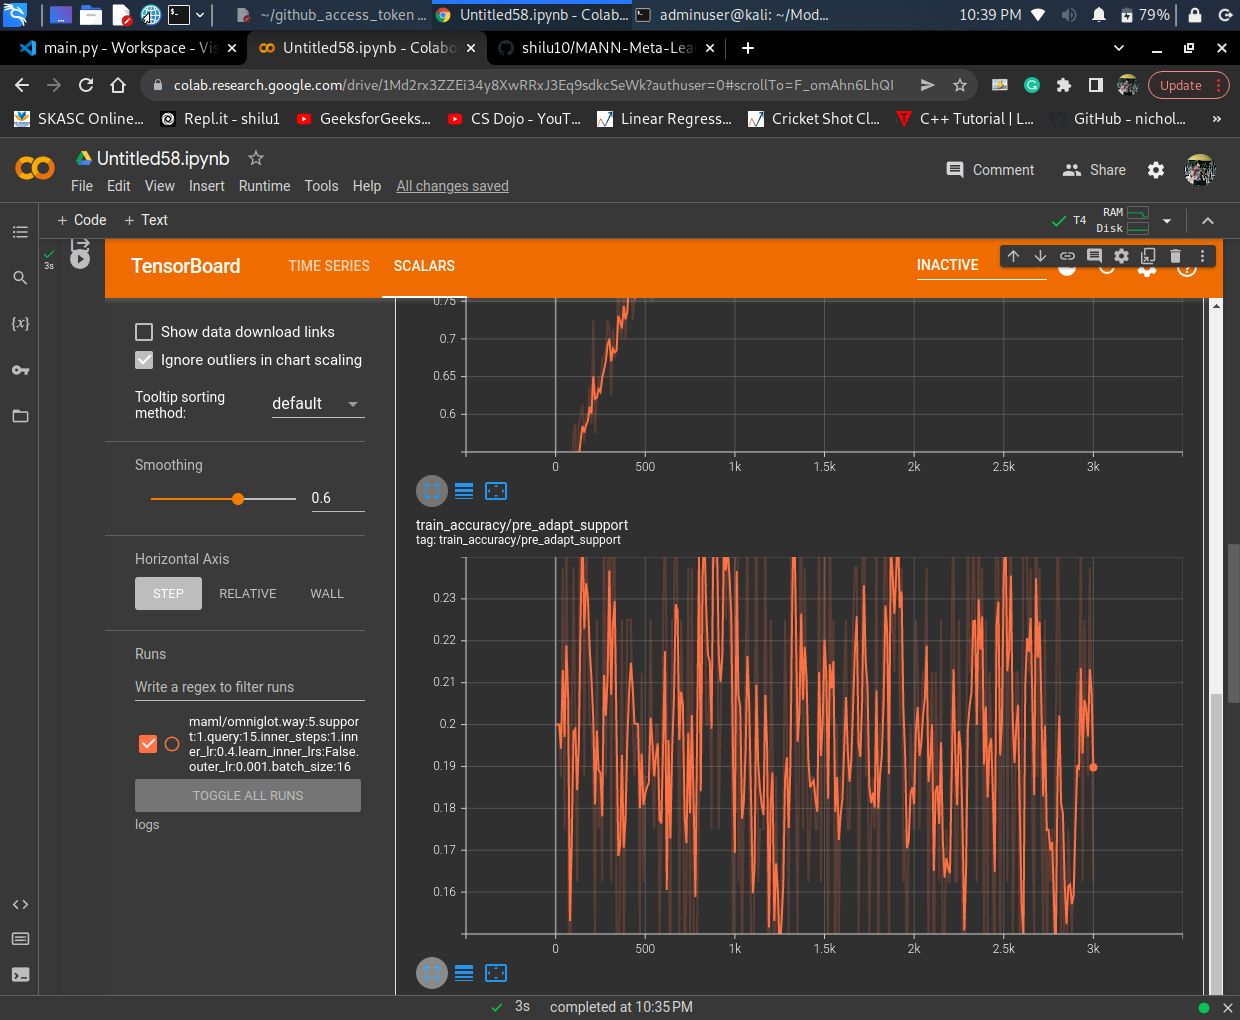 ~/github_access_token ...
Untitled58.ipynb - Colab...
adminuser@kali: ~/Mod...
10:39 PM
79%
main.py - Workspace - Vis
Untitled58.ipynb - Colabo
shilu10/MANN-Meta-Lea
colab.research.google.com/drive/1Md2rx3ZZEi34y8XwRRxJ3Eq9sdkcSeWk?authuser=0#scrollTo=F_omAhn6LhQI
Update
SKASC Online...
Repl.it - shilu1
GeeksforGeeks...
CS Dojo - YouT...
Linear Regress...
Cricket Shot Cl...
C++ Tutorial | L...
GitHub - nichol...
»
Untitled58.ipynb
File Edit View Insert Runtime Tools Help All changes saved
Comment
Share
+ Code + Text
T4
RAM
Disk
3s
TensorBoard
TIME SERIES
SCALARS
INACTIVE
Show data download links
Ignore outliers in chart scaling
Tooltip sorting
method:
default
Smoothing
0.6
Horizontal Axis
STEP
RELATIVE
WALL
Runs
Write a regex to filter runs
maml/omniglot.way:5.suppor
t:1.query:15.inner_steps:1.inn
er_lr:0.4.learn_inner_lrs:False.
outer_lr:0.001.batch_size:16
TOGGLE ALL RUNS
logs
0.75
0.7
0.65
0.6
0 500 1k 1.5k 2k 2.5k 3k
train_accuracy/pre_adapt_support
tag: train_accuracy/pre_adapt_support
0.23
0.22
0.21
0.2
0.19
0.18
0.17
0.16
0 500 1k 1.5k 2k 2.5k 3k
3s completed at 10:35 PM